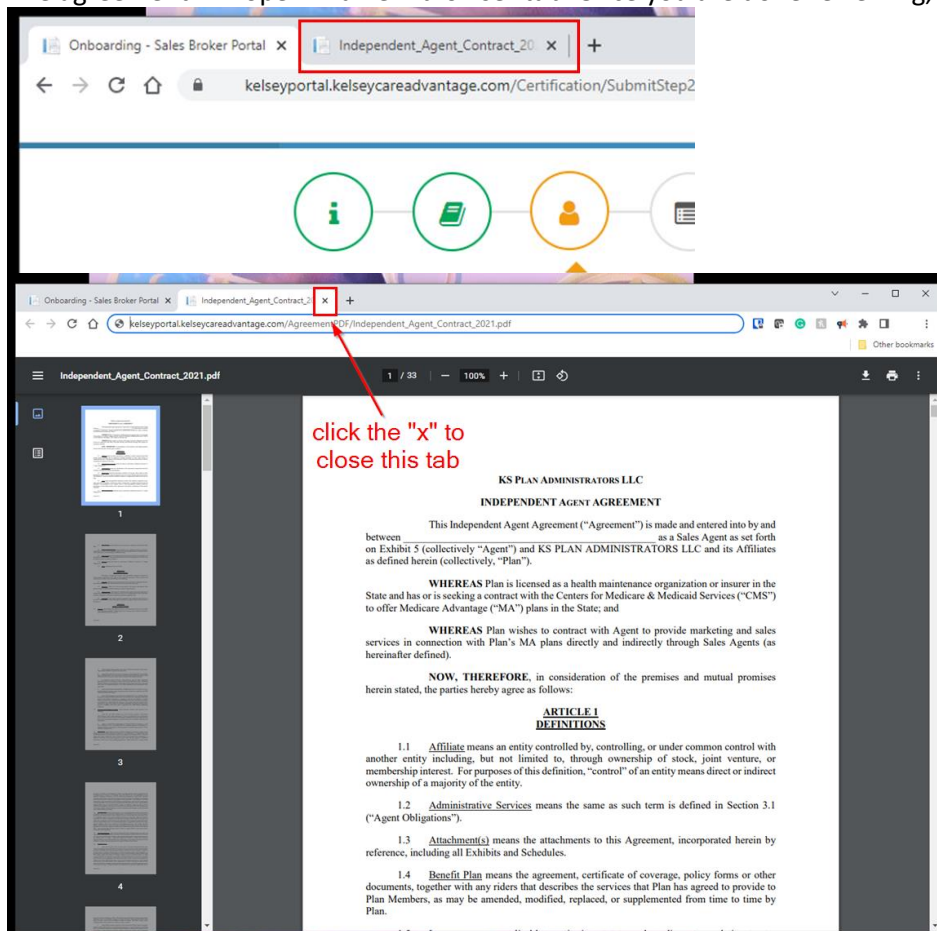 Onboarding - Sales Broker Portal
Independent_Agent_Contract_20
kelseyportal.kelseycareadvantage.com/Certification/SubmitStep2
Onboarding - Sales Broker Portal
Independent_Agent_Contract_2
kelseyportal.kelseycareadvantage.com/AgreementPDF/Independent_Agent_Contract_2021.pdf
Other bookmarks
Independent_Agent_Contract_2021.pdf
1 / 33
100%
click the "x" to
close this tab
1
2
3
4
KS PLAN ADMINISTRATORS LLC
INDEPENDENT AGENT AGREEMENT
This Independent Agent Agreement (“Agreement”) is made and entered into by and
between ______ as a Sales Agent as set forth
on Exhibit 5 (collectively “Agent”) and KS PLAN ADMINISTRATORS LLC and its Affiliates
as defined herein (collectively, “Plan”).
WHEREAS Plan is licensed as a health maintenance organization or insurer in the
State and has or is seeking a contract with the Centers for Medicare & Medicaid Services (“CMS”)
to offer Medicare Advantage (“MA”) plans in the State; and
WHEREAS Plan wishes to contract with Agent to provide marketing and sales
services in connection with Plan’s MA plans directly and indirectly through Sales Agents (as
hereinafter defined).
NOW, THEREFORE, in consideration of the premises and mutual promises
herein stated, the parties hereby agree as follows:
ARTICLE 1
DEFINITIONS
1.1 Affiliate means an entity controlled by, controlling, or under common control with
another entity including, but not limited to, through ownership of stock, joint venture, or
membership interest. For purposes of this definition, “control” of an entity means direct or indirect
ownership of a majority of the entity.
1.2 Administrative Services means the same as such term is defined in Section 3.1
(“Agent Obligations”).
1.3 Attachment(s) means the attachments to this Agreement, incorporated herein by
reference, including all Exhibits and Schedules.
1.4 Benefit Plan means the agreement, certificate of coverage, policy forms or other
documents, together with any riders that describes the services that Plan has agreed to provide to
Plan Members, as may be amended, modified, replaced, or supplemented from time to time by
Plan.